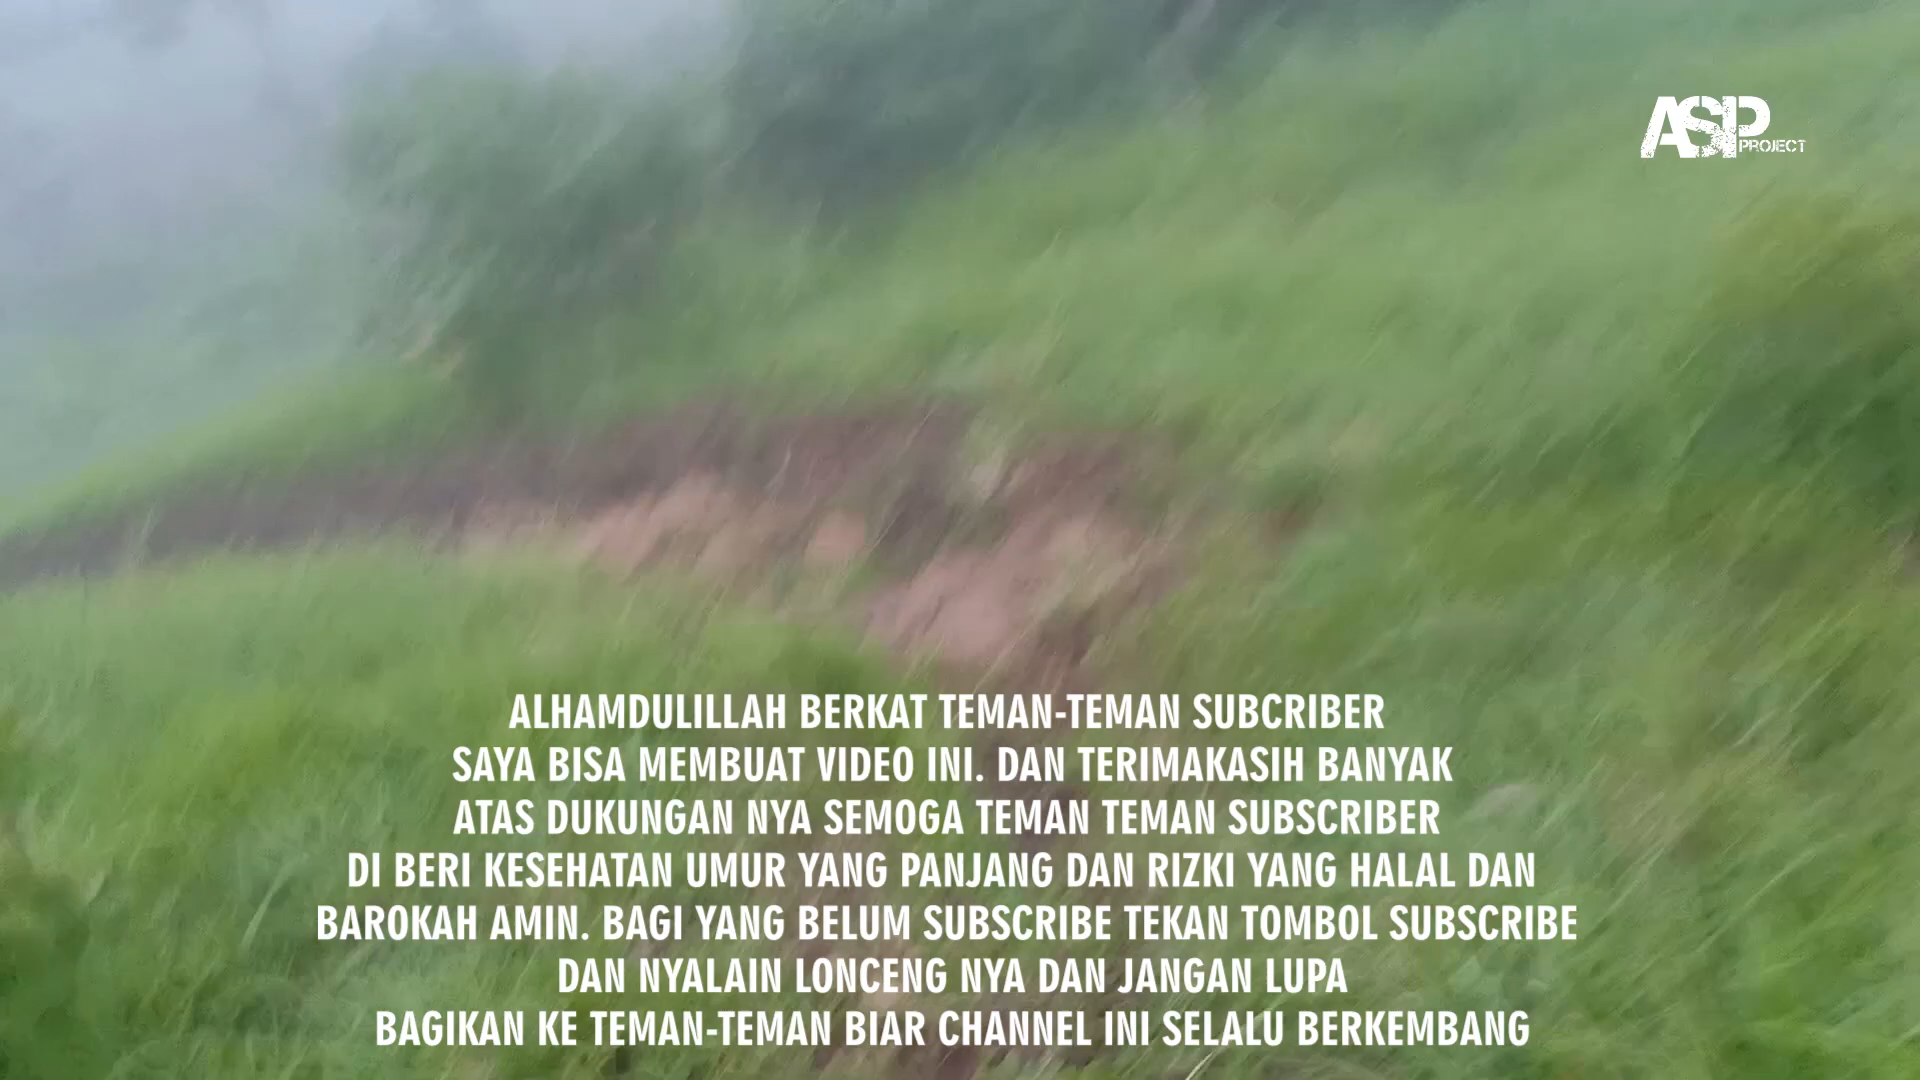 ASP
PROJECT
ALHAMDULILLAH BERKAT TEMAN-TEMAN SUBCRIBER
SAYA BISA MEMBUAT VIDEO INI. DAN TERIMAKASIH BANYAK
ATAS DUKUNGAN NYA SEMOGA TEMAN TEMAN SUBSCRIBER
DI BERI KESEHATAN UMUR YANG PANJANG DAN RIZKI YANG HALAL DAN
BAROKAH AMIN. BAGI YANG BELUM SUBSCRIBE TEKAN TOMBOL SUBSCRIBE
DAN NYALAIN LONCENG NYA DAN JANGAN LUPA
BAGIKAN KE TEMAN-TEMAN BIAR CHANNEL INI SELALU BERKEMBANG